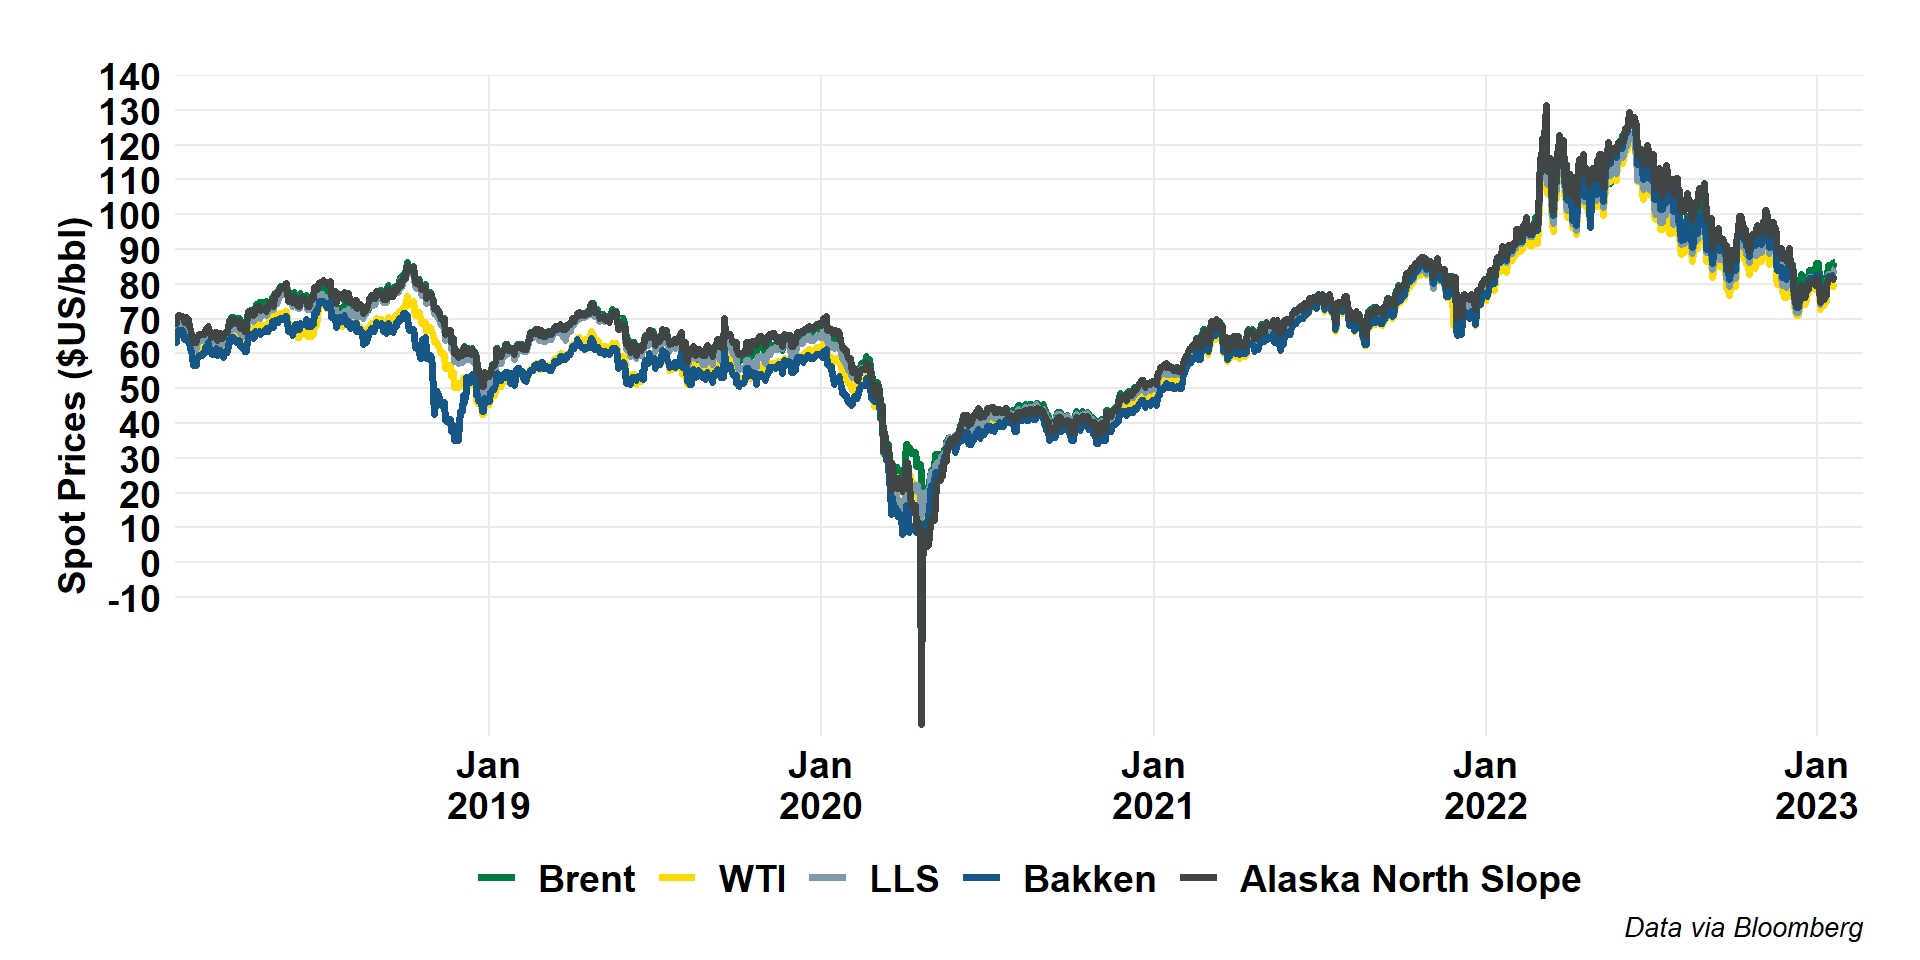 Spot Prices ($US/bbl)
140
130
120
110
100
90
80
70
60
50
40
30
20
10
0
-10
Jan
2019
Jan
2020
Jan
2021
Jan
2022
Jan
2023
Brent WTI LLS Bakken Alaska North Slope
Data via Bloomberg